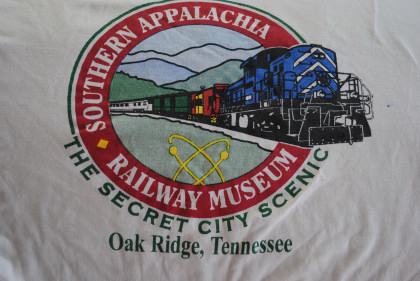 SOUTHERN APPALACHIA
RAILWAY MUSEUM
THE SECRET CITY SCENIC
Oak Ridge, Tennessee